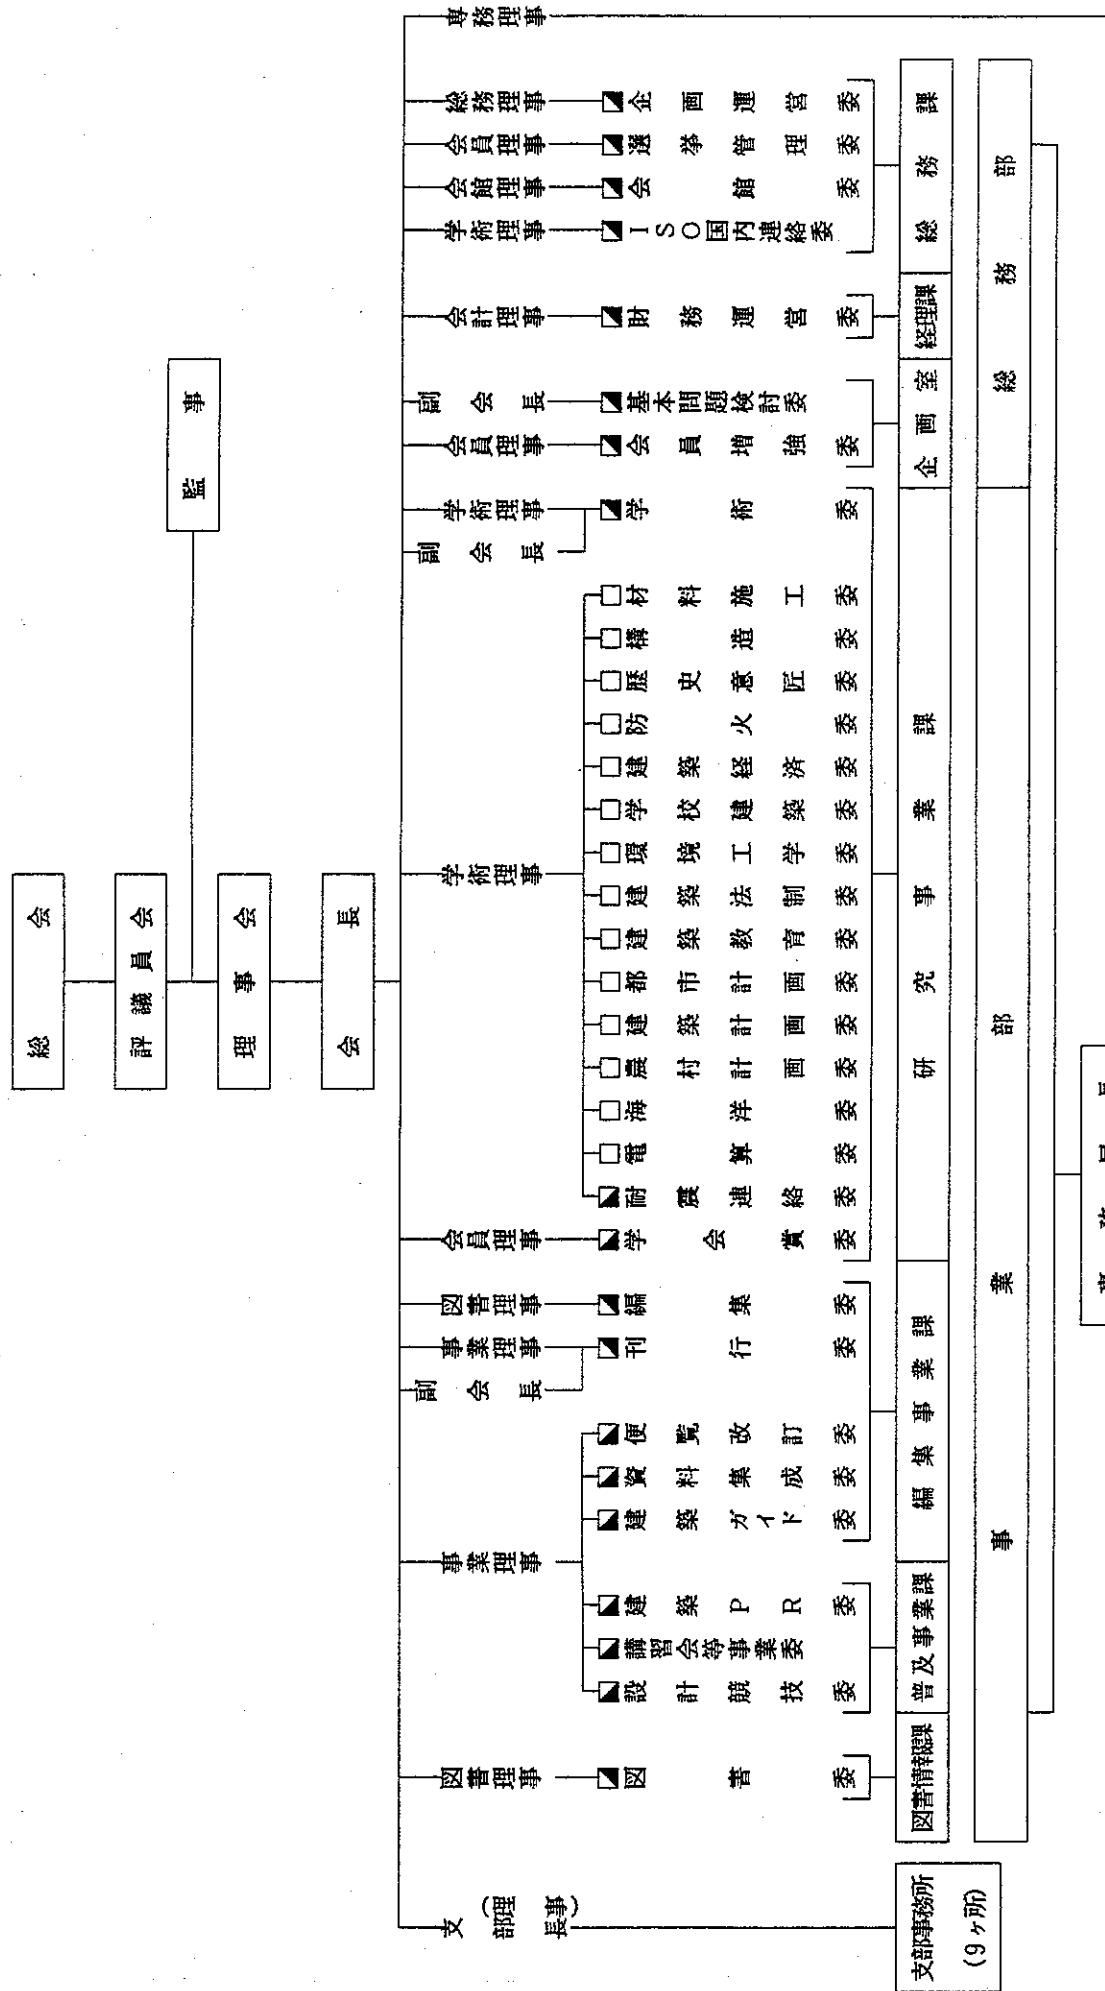 総会
評議員会
監事
理事会
会長
支部長
(理事)
図書理事
事業理事
副会長
事業理事
図書理事
会員理事
学術理事
副会長
学術理事
会員理事
副会長
会計理事
学術理事
会館理事
会員理事
総務理事
専務理事
図書委
設計競技委
講習会等事業委
建築PR委
建築ガイド委
資料集成委
便覧改訂委
刊行委
編集委
学会賞委
耐震連絡委
電算委
海洋委
農村計画委
建築計画委
都市計画委
建築教育委
建築法制委
環境工学委
学校建築委
建築経済委
防火委
歴史意匠委
構造委
材料施工委
学術委
会員増強委
基本問題検討委
財務運営委
ISO国内連絡委
会館委
選挙管理委
企画運営委
支部事務所
(9ヶ所)
図書情報課
普及事業課
編集事業課
研究事業課
企画室
経理課
総務課
事業部
総務部